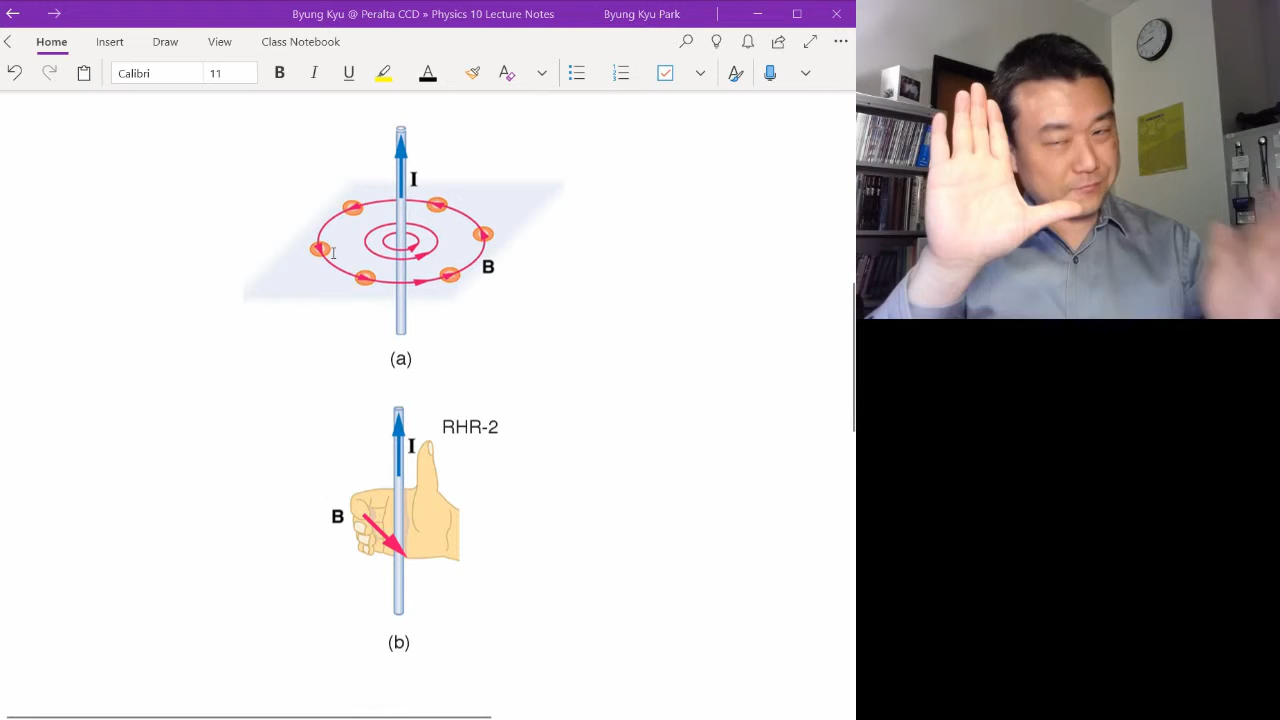 Byung Kyu @ Peralta CCD » Physics 10 Lecture Notes
Byung Kyu Park
Home
Insert
Draw
View
Class Notebook
Calibri
11
B
I
U
A
I
B
(a)
RHR-2
I
B
(b)